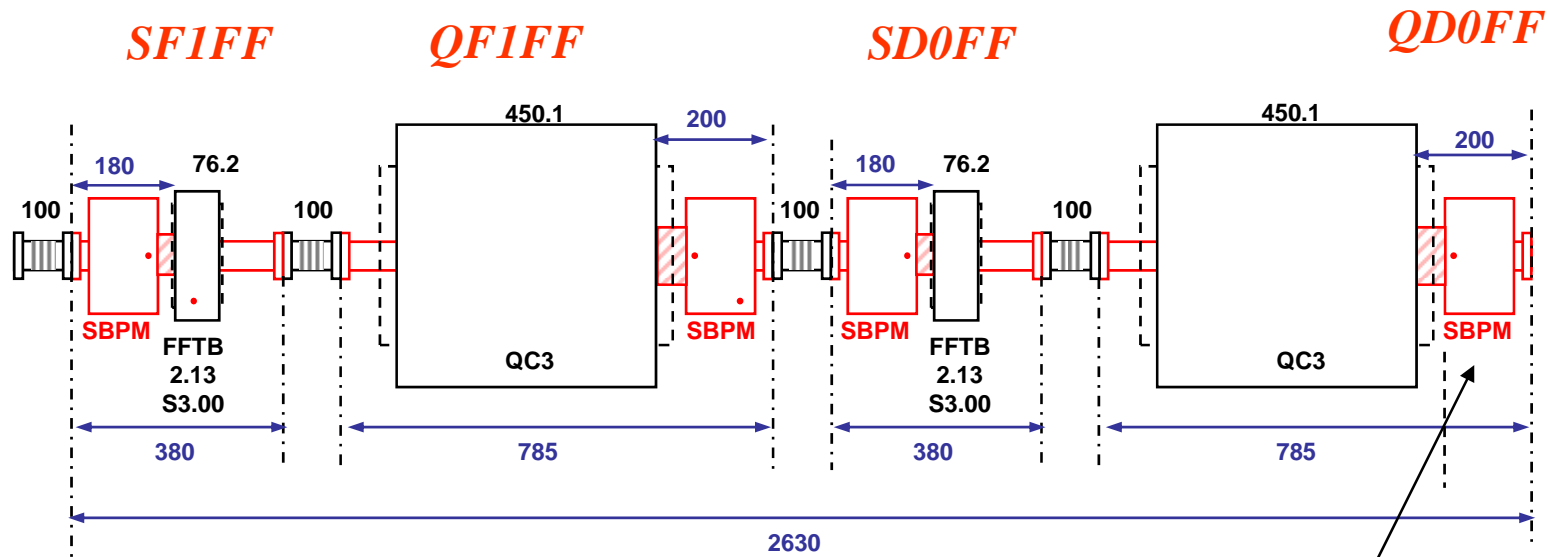 SF1FF
QF1FF
SD0FF
QD0FF
450.1
450.1
200
200
180
76.2
180
76.2
100
100
100
100
SBPM
SBPM
SBPM
SBPM
FFTB
2.13
S3.00
QC3
FFTB
2.13
S3.00
QC3
380
785
380
785
2630